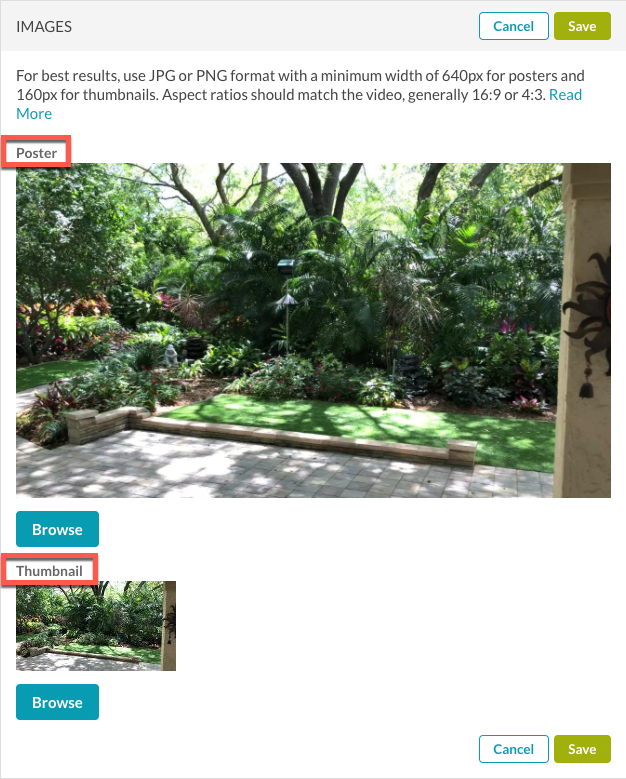 IMAGES
Cancel
Save
For best results, use JPG or PNG format with a minimum width of 640px for posters and
160px for thumbnails. Aspect ratios should match the video, generally 16:9 or 4:3. Read
More
Poster
Browse
Thumbnail
Browse
Cancel
Save